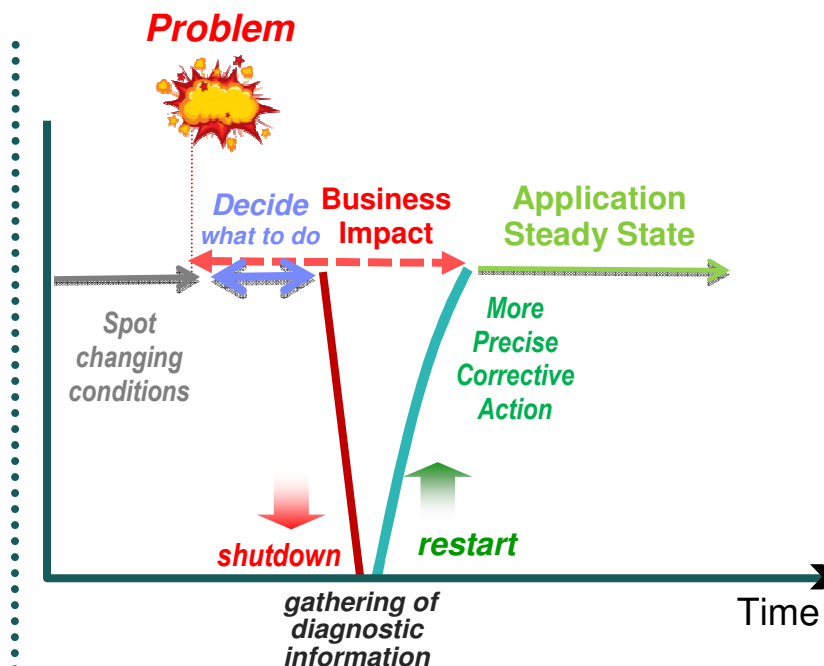 Problem
Decide
what to do
Business
Impact
Application
Steady State
Spot
changing
conditions
More
Precise
Corrective
Action
shutdown
restart
gathering of
diagnostic
information
Time